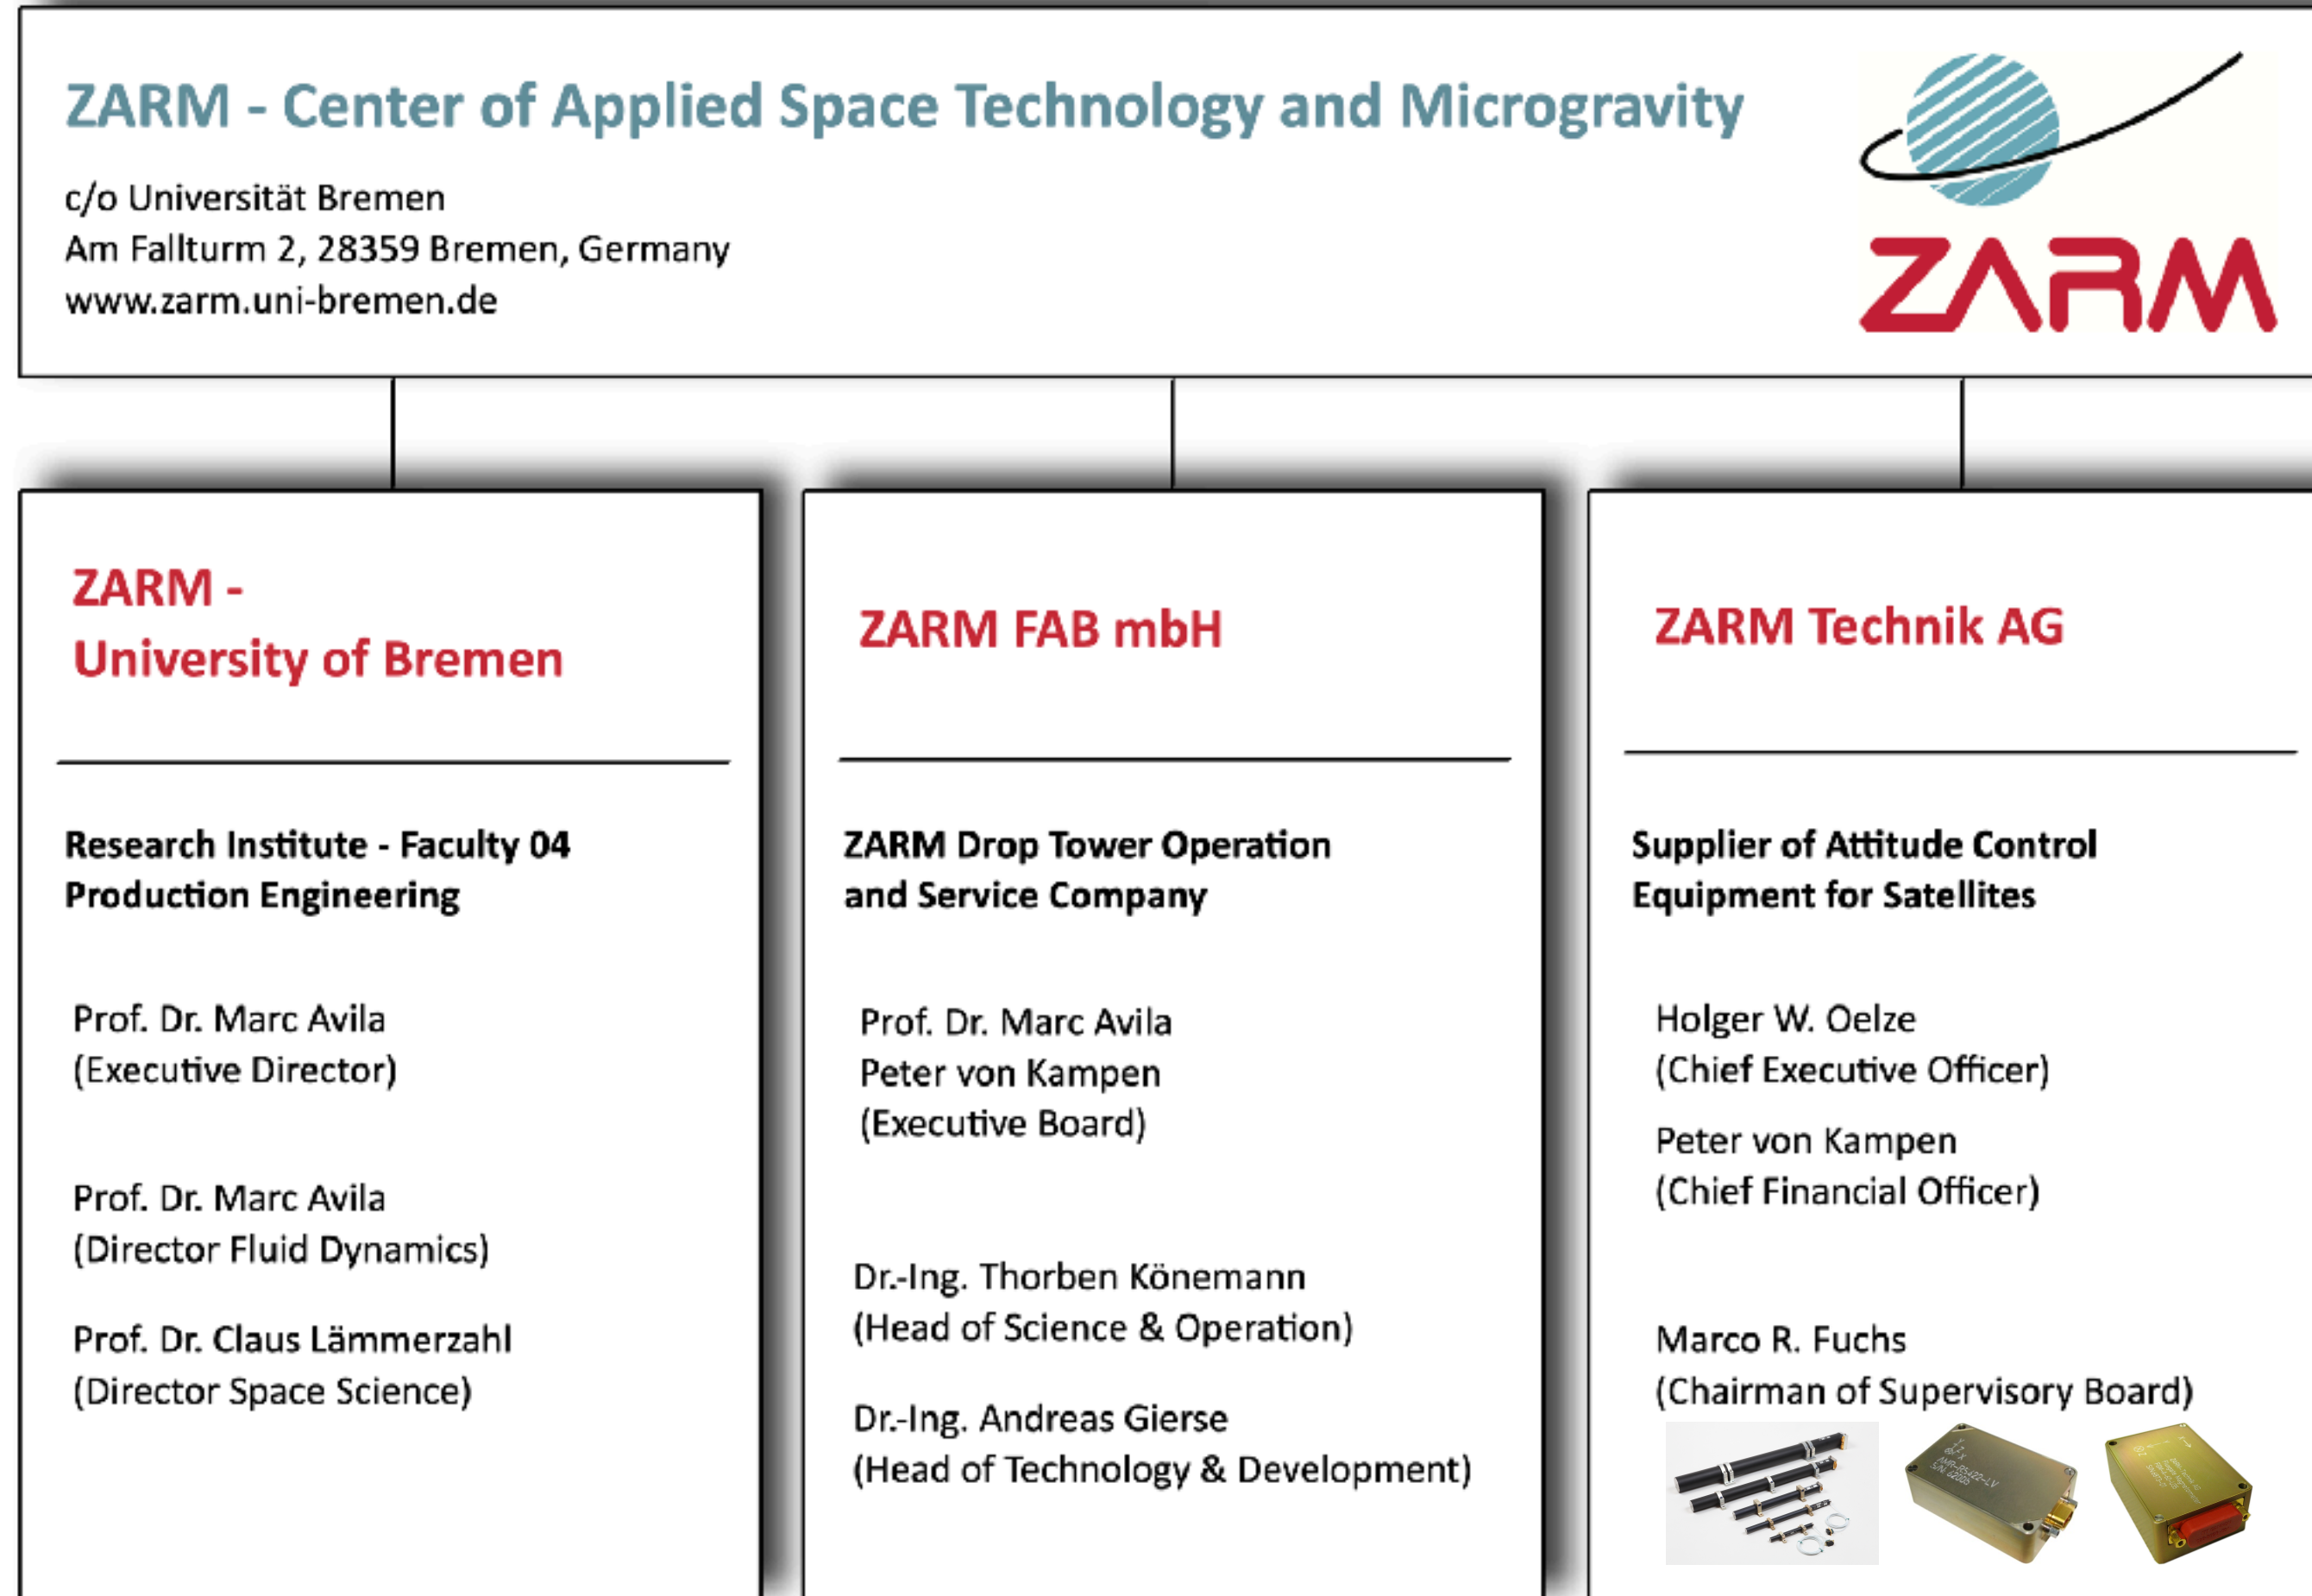 ZARM - Center of Applied Space Technology and Microgravity
c/o Universität Bremen
Am Fallturm 2, 28359 Bremen, Germany
www.zarm.uni-bremen.de
ZARM
ZARM -
University of Bremen
Research Institute - Faculty 04
Production Engineering
Prof. Dr. Marc Avila
(Executive Director)
Prof. Dr. Marc Avila
(Director Fluid Dynamics)
Prof. Dr. Claus Lämmerzahl
(Director Space Science)
ZARM FAB mbH
ZARM Drop Tower Operation
and Service Company
Prof. Dr. Marc Avila
Peter von Kampen
(Executive Board)
Dr.-Ing. Thorben Könemann
(Head of Science & Operation)
Dr.-Ing. Andreas Gierse
(Head of Technology & Development)
ZARM Technik AG
Supplier of Attitude Control
Equipment for Satellites
Holger W. Oelze
(Chief Executive Officer)
Peter von Kampen
(Chief Financial Officer)
Marco R. Fuchs
(Chairman of Supervisory Board)
AMR-RS422-LV